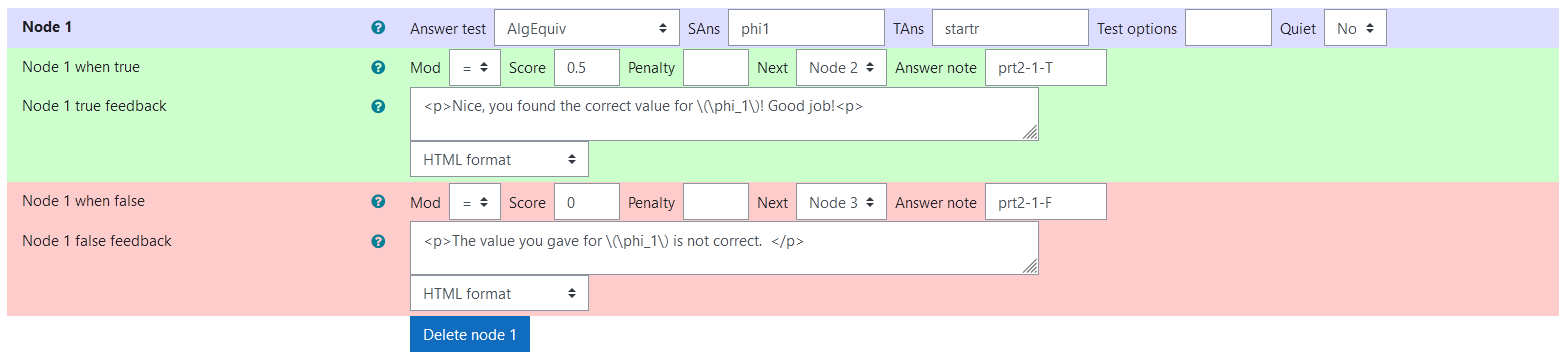 Node 1 Answer test AlgEquiv SAns phi1 TAns startr Test options Quiet No
Node 1 when true Mod = Score 0.5 Penalty Next Node 2 Answer note prt2-1-T
Node 1 true feedback <p>Nice, you found the correct value for \(\phi_1\)! Good job!<p>
HTML format
Node 1 when false Mod = Score 0 Penalty Next Node 3 Answer note prt2-1-F
Node 1 false feedback <p>The value you gave for \(\phi_1\) is not correct.  </p>
HTML format
Delete node 1